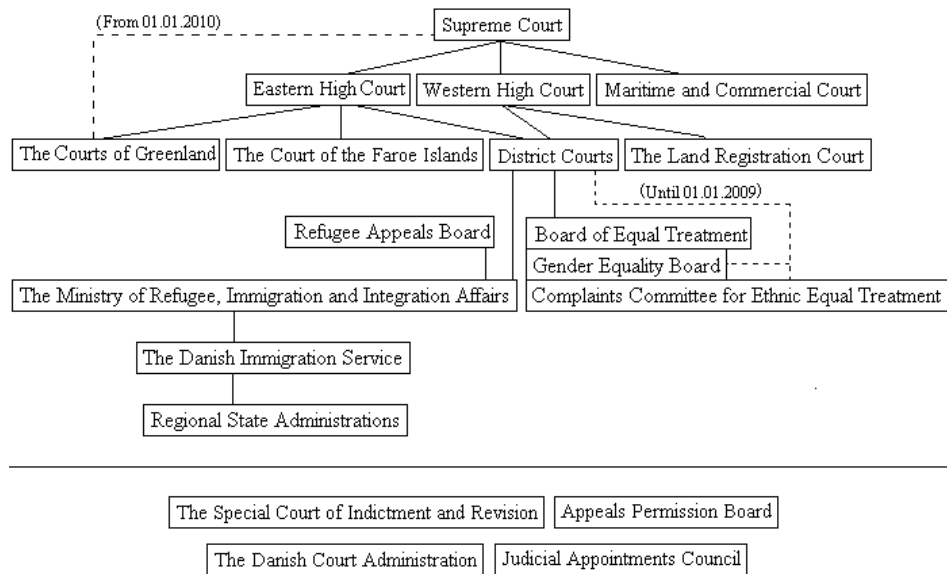 (From 01.01.2010)
Supreme Court
Eastern High Court
Western High Court
Maritime and Commercial Court
The Courts of Greenland
The Court of the Faroe Islands
District Courts
The Land Registration Court
(Until 01.01.2009)
Refugee Appeals Board
Board of Equal Treatment
Gender Equality Board
The Ministry of Refugee, Immigration and Integration Affairs
Complaints Committee for Ethnic Equal Treatment
The Danish Immigration Service
Regional State Administrations
The Special Court of Indictment and Revision
Appeals Permission Board
The Danish Court Administration
Judicial Appointments Council